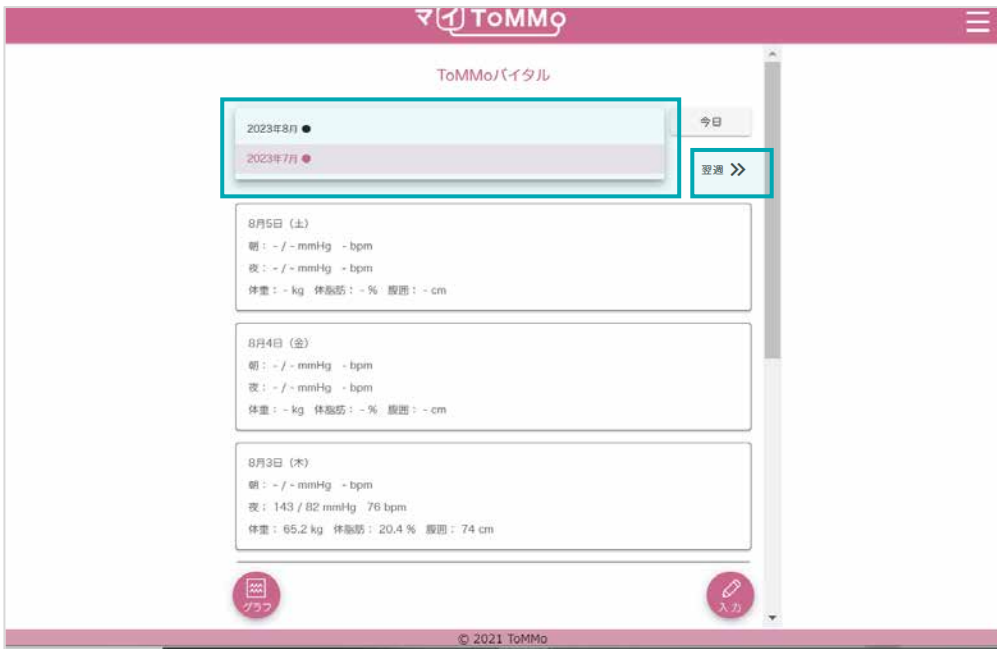 マイToMMo
ToMMoバイタル
2023年8月 ●
今日
2023年7月 ●
翌週
8月5日（土）
朝： - / - mmHg - bpm
夜： - / - mmHg - bpm
体重： - kg 体脂肪： - % 腹囲： - cm
8月4日（金）
朝： - / - mmHg - bpm
夜： - / - mmHg - bpm
体重： - kg 体脂肪： - % 腹囲： - cm
8月3日（木）
朝： - / - mmHg - bpm
夜： 143 / 82 mmHg 76 bpm
体重： 65.2 kg 体脂肪： 20.4 % 腹囲： 74 cm
グラフ
入力
© 2021 ToMMo